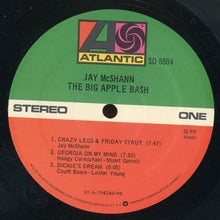 ATLANTIC
SD 8804
JAY McSHANN
THE BIG APPLE BASH
STEREO
ONE
1. CRAZY LEGS & FRIDAY STRUT (7:47)
Jay McShann
2. GEORGIA ON MY MIND (7:50)
Hoagy Carmichael - Stuart Gorrell
3. DICKIE'S DREAM (6:05)
Count Basie - Lester Young